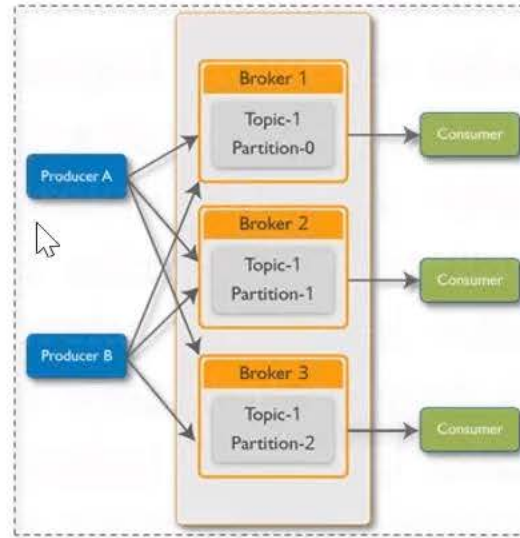 Broker 1
Topic-1
Partition-0
Consumer
Producer A
Broker 2
Topic-1
Partition-1
Consumer
Producer B
Broker 3
Topic-1
Partition-2
Consumer